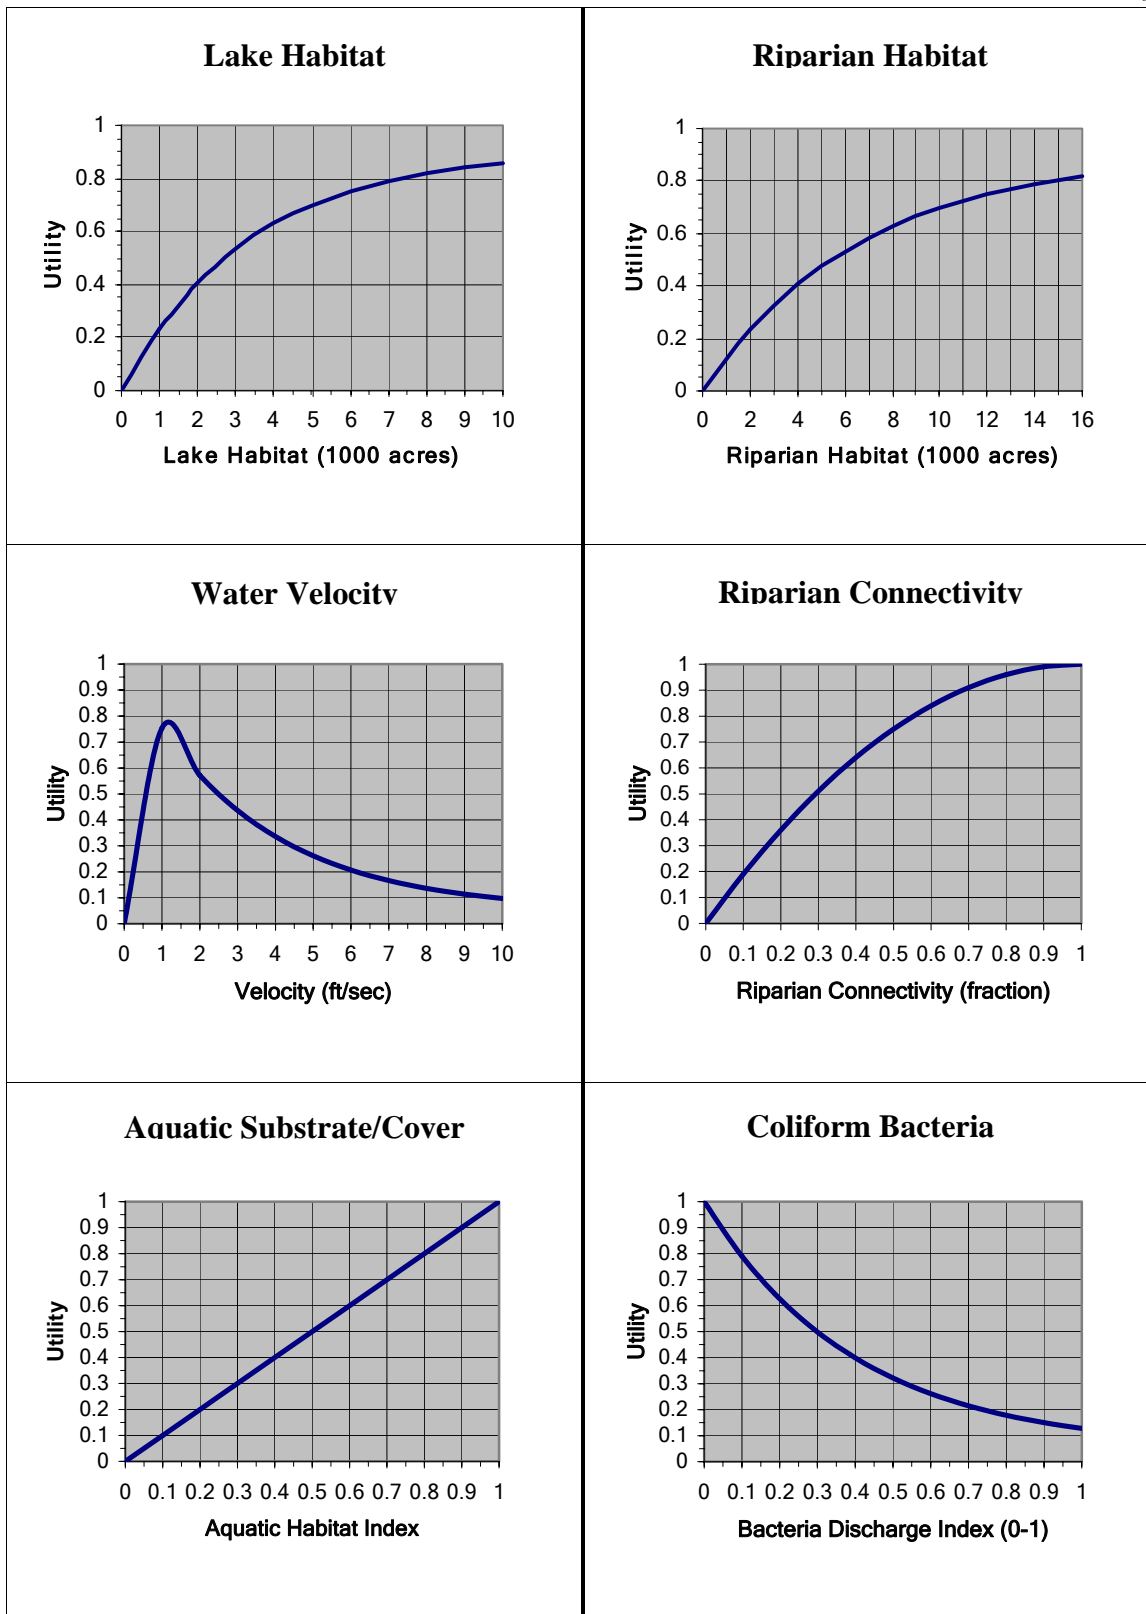 Lake Habitat
1
0.8
0.6
0.4
0.2
0
Utility
0 1 2 3 4 5 6 7 8 9 10
Lake Habitat (1000 acres)
Riparian Habitat
1
0.8
0.6
0.4
0.2
0
Utility
0 2 4 6 8 10 12 14 16
Riparian Habitat (1000 acres)
Water Velocity
1
0.9
0.8
0.7
0.6
0.5
0.4
0.3
0.2
0.1
0
Utility
0 1 2 3 4 5 6 7 8 9 10
Velocity (ft/sec)
Riparian Connectivity
1
0.9
0.8
0.7
0.6
0.5
0.4
0.3
0.2
0.1
0
Utility
0 0.1 0.2 0.3 0.4 0.5 0.6 0.7 0.8 0.9 1
Riparian Connectivity (fraction)
Aquatic Substrate/Cover
1
0.9
0.8
0.7
0.6
0.5
0.4
0.3
0.2
0.1
0
Utility
0 0.1 0.2 0.3 0.4 0.5 0.6 0.7 0.8 0.9 1
Aquatic Habitat Index
Coliform Bacteria
1
0.9
0.8
0.7
0.6
0.5
0.4
0.3
0.2
0.1
0
Utility
0 0.1 0.2 0.3 0.4 0.5 0.6 0.7 0.8 0.9 1
Bacteria Discharge Index (0-1)